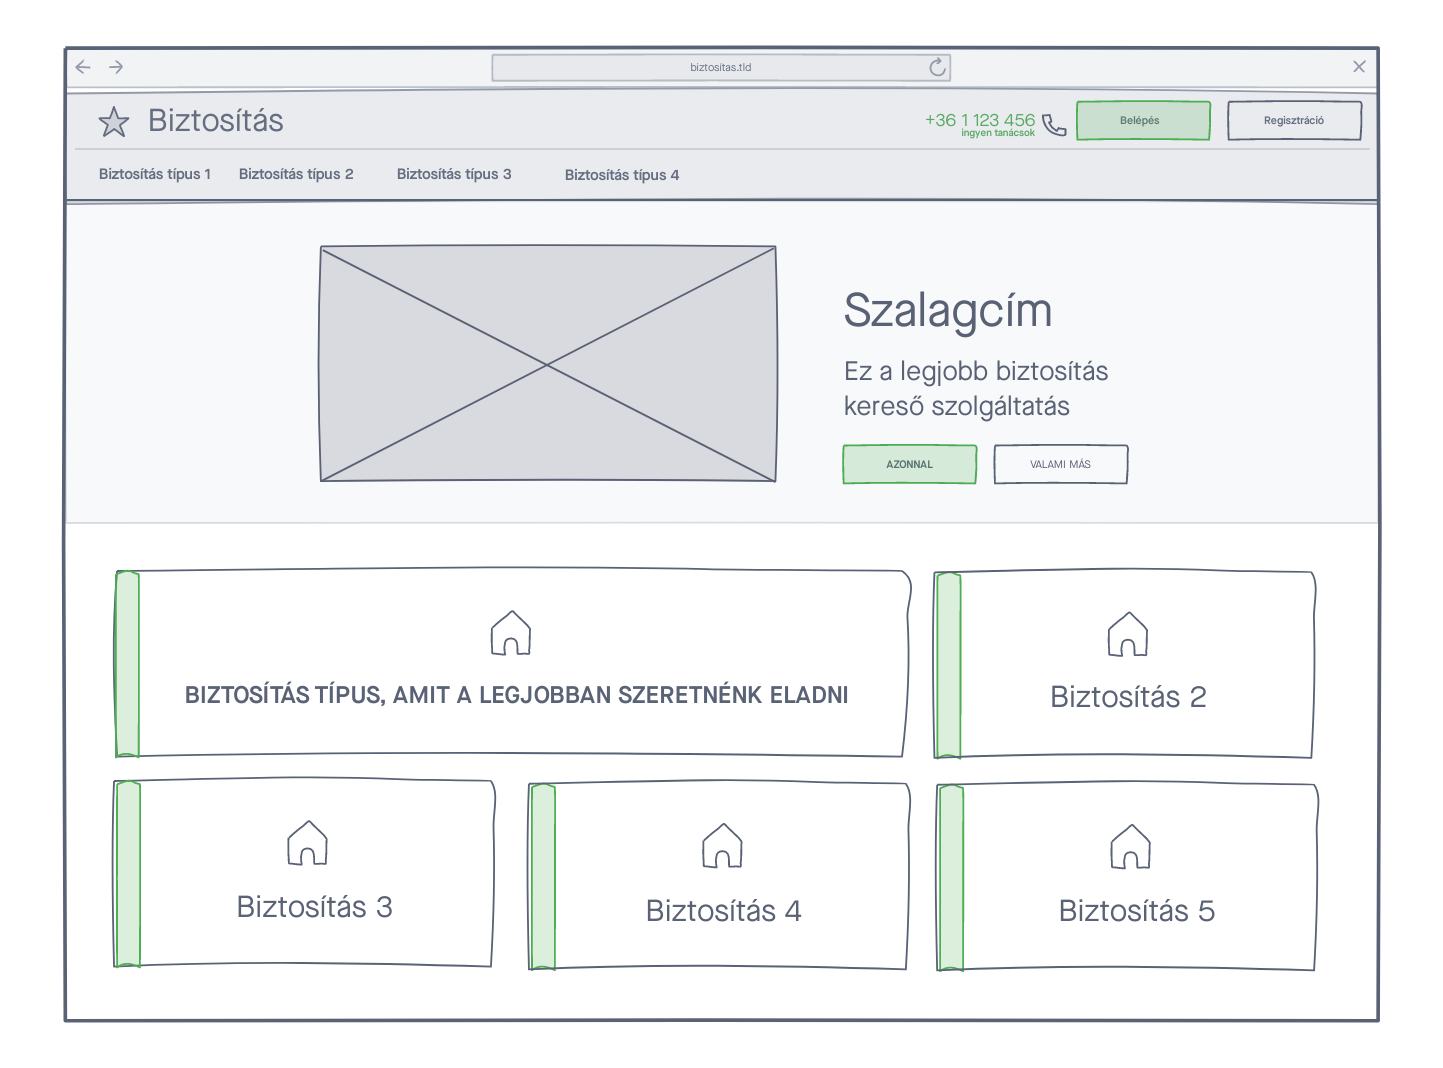 biztosítas.tld
Biztosítás
+36 1 123 456
ingyen tanácsok
Belépés
Regisztráció
Biztosítás típus 1
Biztosítás típus 2
Biztosítás típus 3
Biztosítás típus 4
Szalagcím
Ez a legjobb biztosítás
kereső szolgáltatás
AZONNAL
VALAMI MÁS
BIZTOSÍTÁS TÍPUS, AMIT A LEGJOBBAN SZERETNÉNK ELADNI
Biztosítás 2
Biztosítás 3
Biztosítás 4
Biztosítás 5